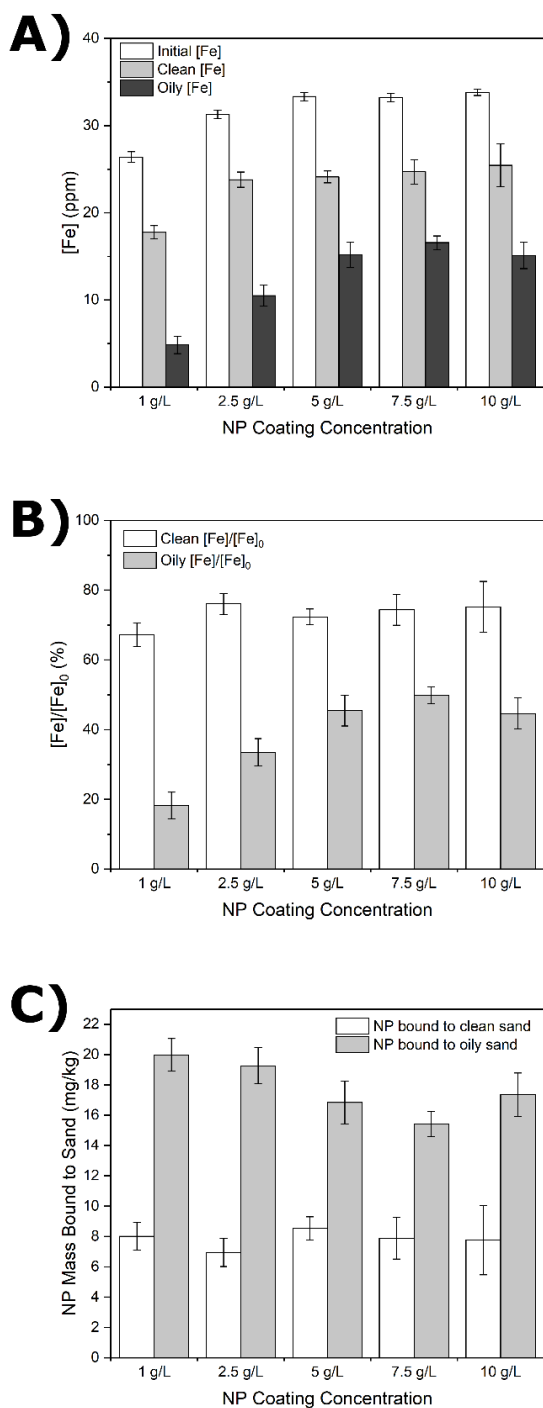 A)
Initial [Fe]
Clean [Fe]
Oily [Fe]
40
30
20
10
0
[Fe] (ppm)
1 g/L 2.5 g/L 5 g/L 7.5 g/L 10 g/L
NP Coating Concentration
B)
Clean [Fe]/[Fe]₀
Oily [Fe]/[Fe]₀
100
80
60
40
20
0
[Fe]/[Fe]₀ (%)
1 g/L 2.5 g/L 5 g/L 7.5 g/L 10 g/L
NP Coating Concentration
C)
NP bound to clean sand
NP bound to oily sand
22
20
18
16
14
12
10
8
6
4
2
0
NP Mass Bound to Sand (mg/kg)
1 g/L 2.5 g/L 5 g/L 7.5 g/L 10 g/L
NP Coating Concentration